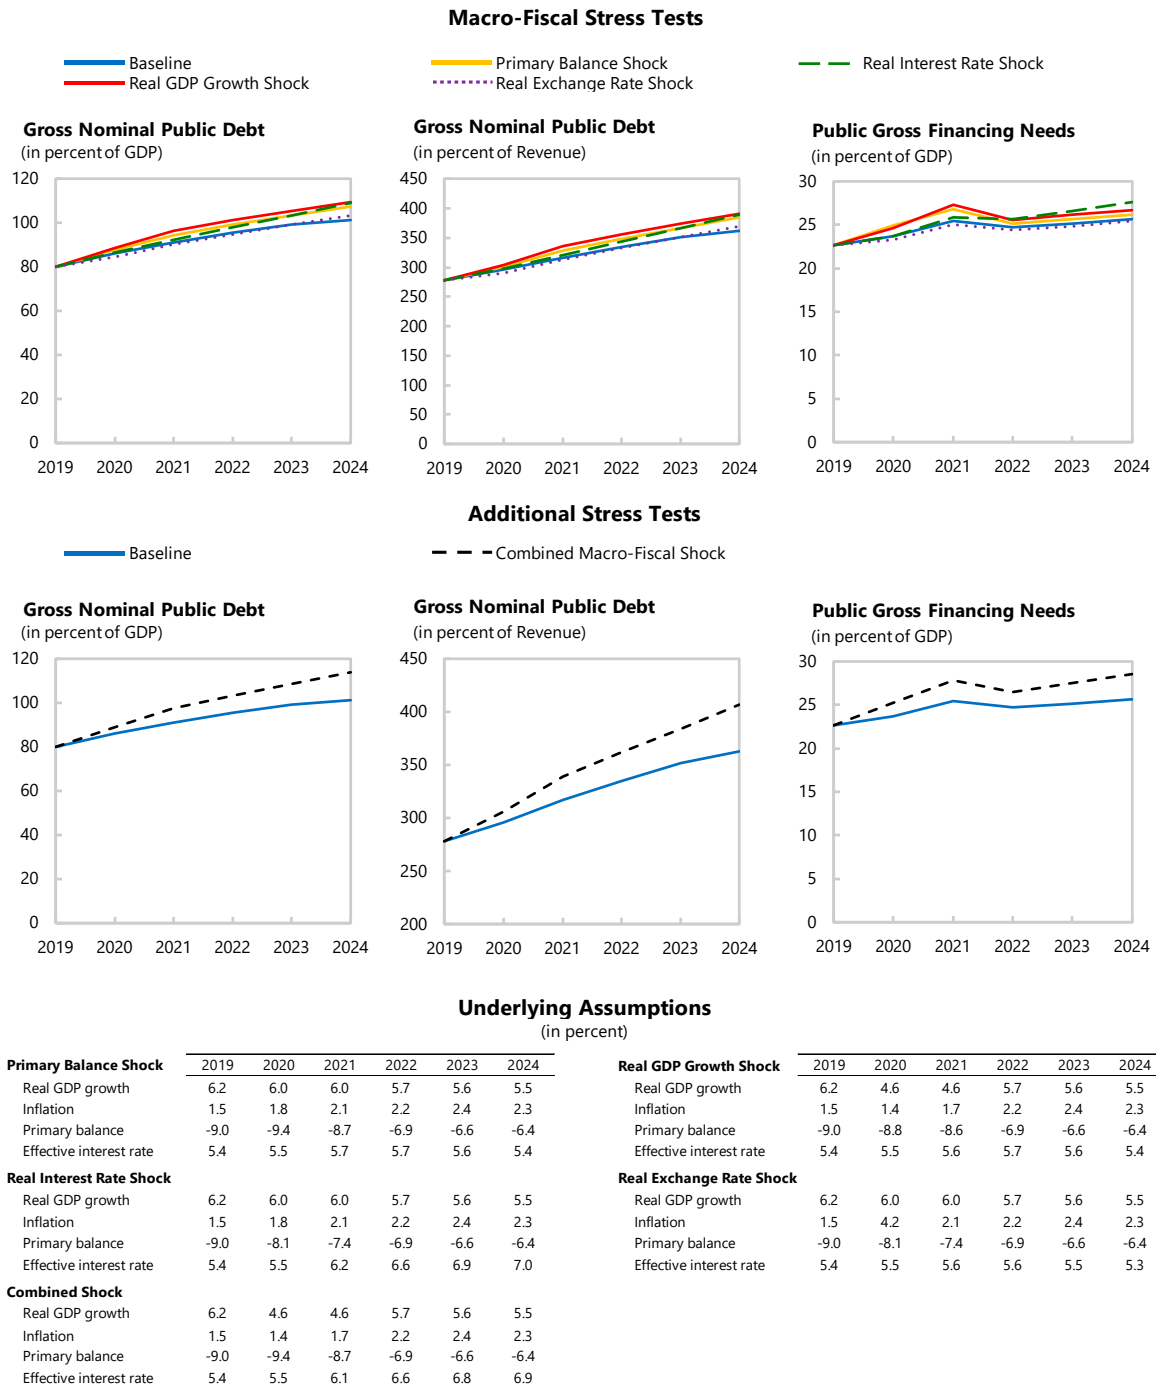 Macro-Fiscal Stress Tests
Baseline
Primary Balance Shock
Real Interest Rate Shock
Real GDP Growth Shock
Real Exchange Rate Shock
Gross Nominal Public Debt
(in percent of GDP)
120
100
80
60
40
20
0
2019 2020 2021 2022 2023 2024
Gross Nominal Public Debt
(in percent of Revenue)
450
400
350
300
250
200
150
100
50
0
2019 2020 2021 2022 2023 2024
Public Gross Financing Needs
(in percent of GDP)
30
25
20
15
10
5
0
2019 2020 2021 2022 2023 2024
Additional Stress Tests
Baseline
Combined Macro-Fiscal Shock
Gross Nominal Public Debt
(in percent of GDP)
120
100
80
60
40
20
0
2019 2020 2021 2022 2023 2024
Gross Nominal Public Debt
(in percent of Revenue)
450
400
350
300
250
200
2019 2020 2021 2022 2023 2024
Public Gross Financing Needs
(in percent of GDP)
30
25
20
15
10
5
0
2019 2020 2021 2022 2023 2024
Underlying Assumptions
(in percent)
Primary Balance Shock 2019 2020 2021 2022 2023 2024
Real GDP growth 6.2 6.0 6.0 5.7 5.6 5.5
Inflation 1.5 1.8 2.1 2.2 2.4 2.3
Primary balance -9.0 -9.4 -8.7 -6.9 -6.6 -6.4
Effective interest rate 5.4 5.5 5.7 5.7 5.6 5.4
Real Interest Rate Shock
Real GDP growth 6.2 6.0 6.0 5.7 5.6 5.5
Inflation 1.5 1.8 2.1 2.2 2.4 2.3
Primary balance -9.0 -8.1 -7.4 -6.9 -6.6 -6.4
Effective interest rate 5.4 5.5 6.2 6.6 6.9 7.0
Combined Shock
Real GDP growth 6.2 4.6 4.6 5.7 5.6 5.5
Inflation 1.5 1.4 1.7 2.2 2.4 2.3
Primary balance -9.0 -9.4 -8.7 -6.9 -6.6 -6.4
Effective interest rate 5.4 5.5 6.1 6.6 6.8 6.9
Real GDP Growth Shock 2019 2020 2021 2022 2023 2024
Real GDP growth 6.2 4.6 4.6 5.7 5.6 5.5
Inflation 1.5 1.4 1.7 2.2 2.4 2.3
Primary balance -9.0 -8.8 -8.6 -6.9 -6.6 -6.4
Effective interest rate 5.4 5.5 5.6 5.7 5.6 5.4
Real Exchange Rate Shock
Real GDP growth 6.2 6.0 6.0 5.7 5.6 5.5
Inflation 1.5 4.2 2.1 2.2 2.4 2.3
Primary balance -9.0 -8.1 -7.4 -6.9 -6.6 -6.4
Effective interest rate 5.4 5.5 5.6 5.6 5.5 5.3